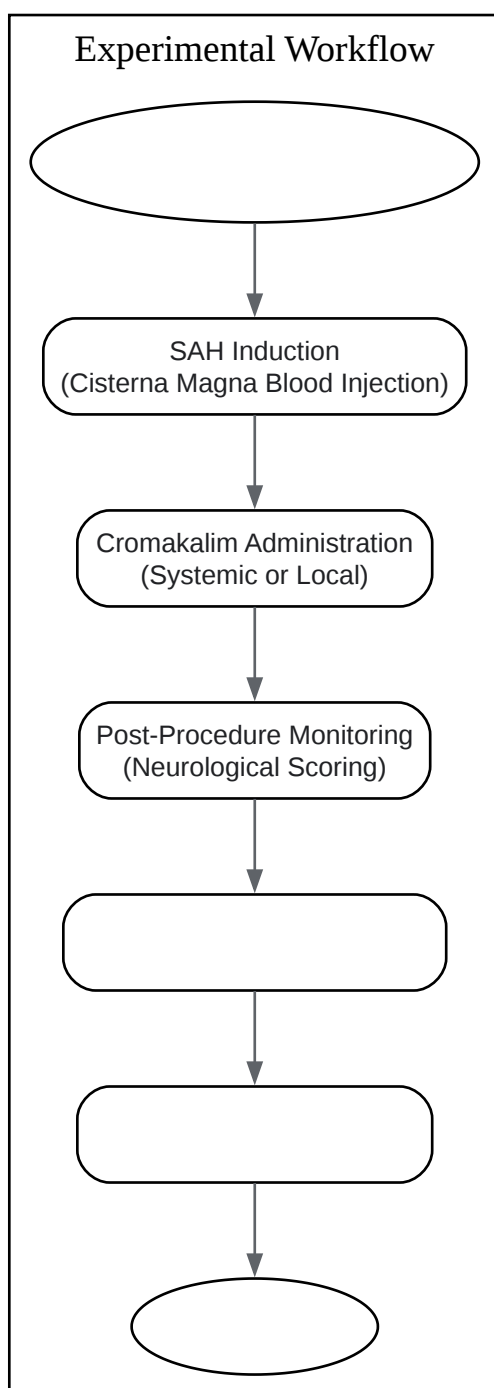 Experimental Workflow
SAH Induction
(Cisterna Magna Blood Injection)
Cromakalim Administration
(Systemic or Local)
Post-Procedure Monitoring
(Neurological Scoring)